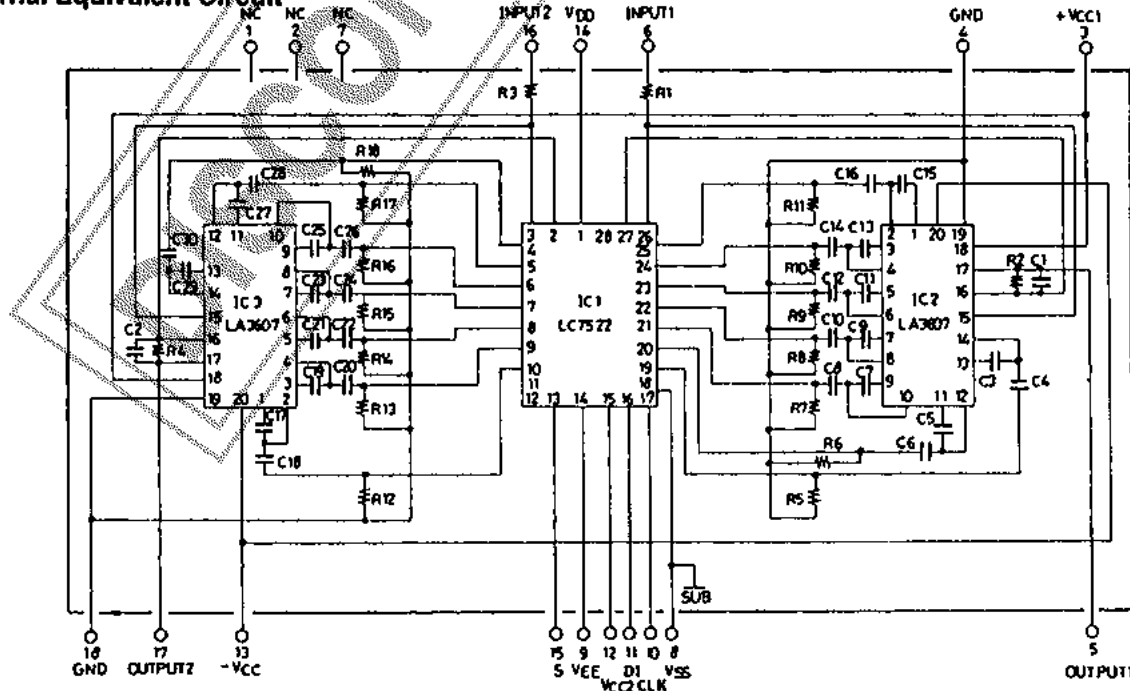 rnal Equivalent Circuit
NC NC NC INPUT2 VDD INPUT1 GND +VCC1
1 2 7 16 14 6 4 3
R3 R1
R18
C28 C16 C15
R17 R11
C27
12 11 10 3 2 1 28 27 26 2 1 20 19
C25 C26 C14 C13
C30 9 4 25 3 18
13 8 R16 5 24 R10 4 17 R2 C1
C29 C23 C24 C12 C11
14 7 6 23 5 16
IC3 IC1 IC2
LA3607 LC7522 LA3607
15 6 R15 7 22 R9 6 15
C2 C21 C22 C10 C9
R4 16 5 8 21 7 14
17 4 R14 9 20 R8 8 13 C3
C19 C20 C8 C7 C4
18 3 10 19 9
19 20 1 2 R13 11 18 R7 10 11 12
12 13 14 15 16 17
C17 C5
C18 R6 C6
R12 R5
SUB
18 17 13 15 9 12 11 10 8 5
GND OUTPUT2 -VCC S VEE VCC2 D1 CLK VSS OUTPUT1
Discon